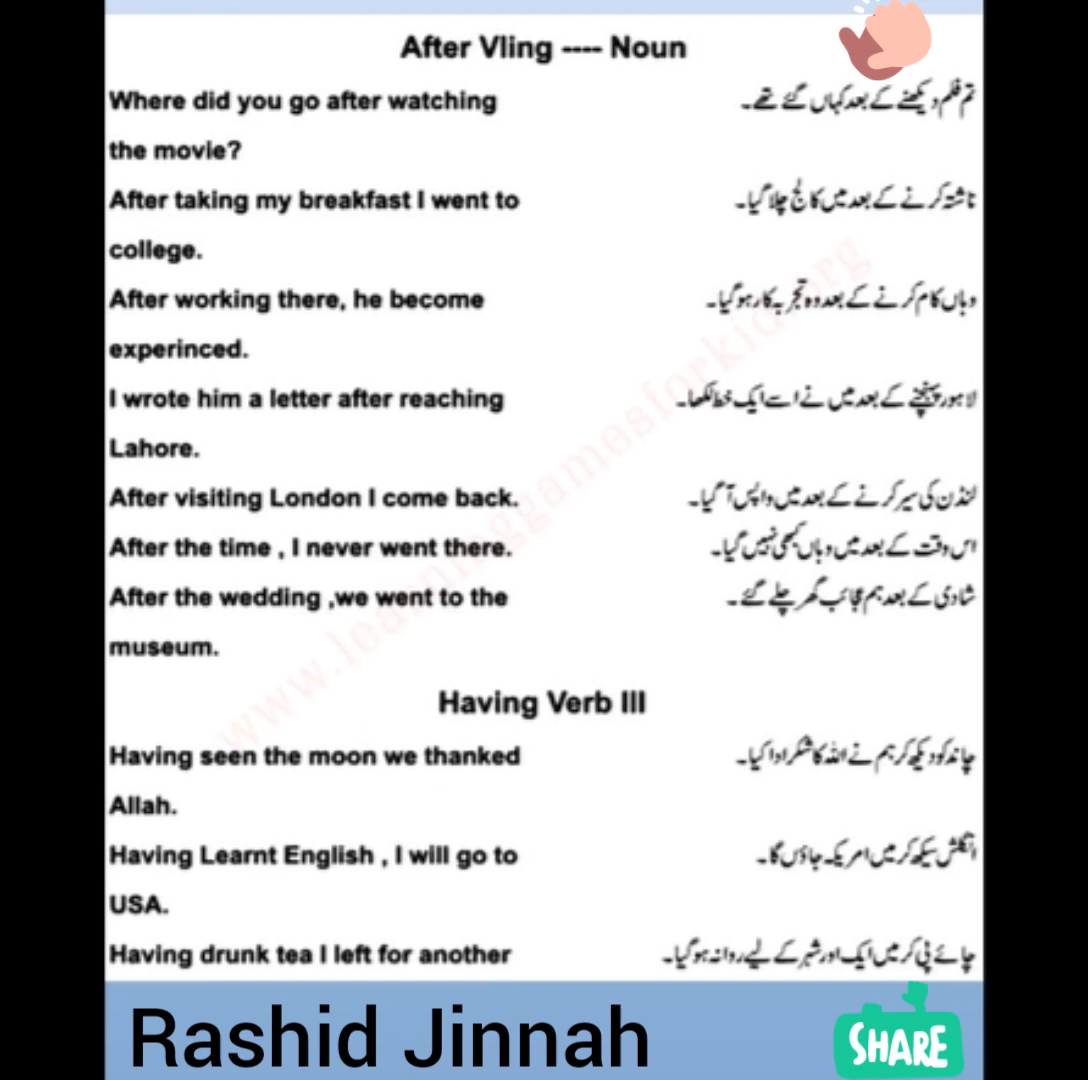 After Vling ---- Noun
Where did you go after watching
the movie?
تم فلم دیکھنے کے بعد کہاں گئے تھے۔
After taking my breakfast I went to
college.
ناشتہ کرنے کے بعد میں کالج چلا گیا۔
After working there, he become
experinced.
وہاں کام کرنے کے بعد وہ تجربہ کار ہو گیا۔
I wrote him a letter after reaching
Lahore.
لاہور پہنچنے کے بعد میں نے اسے ایک خط لکھا۔
After visiting London I come back.
لنڈن کی سیر کرنے کے بعد میں واپس آ گیا۔
After the time , I never went there.
اس وقت کے بعد میں وہاں کبھی نہیں گیا۔
After the wedding ,we went to the
museum.
شادی کے بعد ہم عجائب گھر چلے گئے۔
Having Verb III
Having seen the moon we thanked
Allah.
چاند کو دیکھ کر ہم نے اللہ کا شکر ادا کیا۔
Having Learnt English , I will go to
USA.
انگلش سیکھ کر میں امریکہ جاؤں گا۔
Having drunk tea I left for another
چائے پی کر میں ایک اور شہر کے لیے روانہ ہو گیا۔
www.learninggamesforkid.org
Rashid Jinnah
SHARE